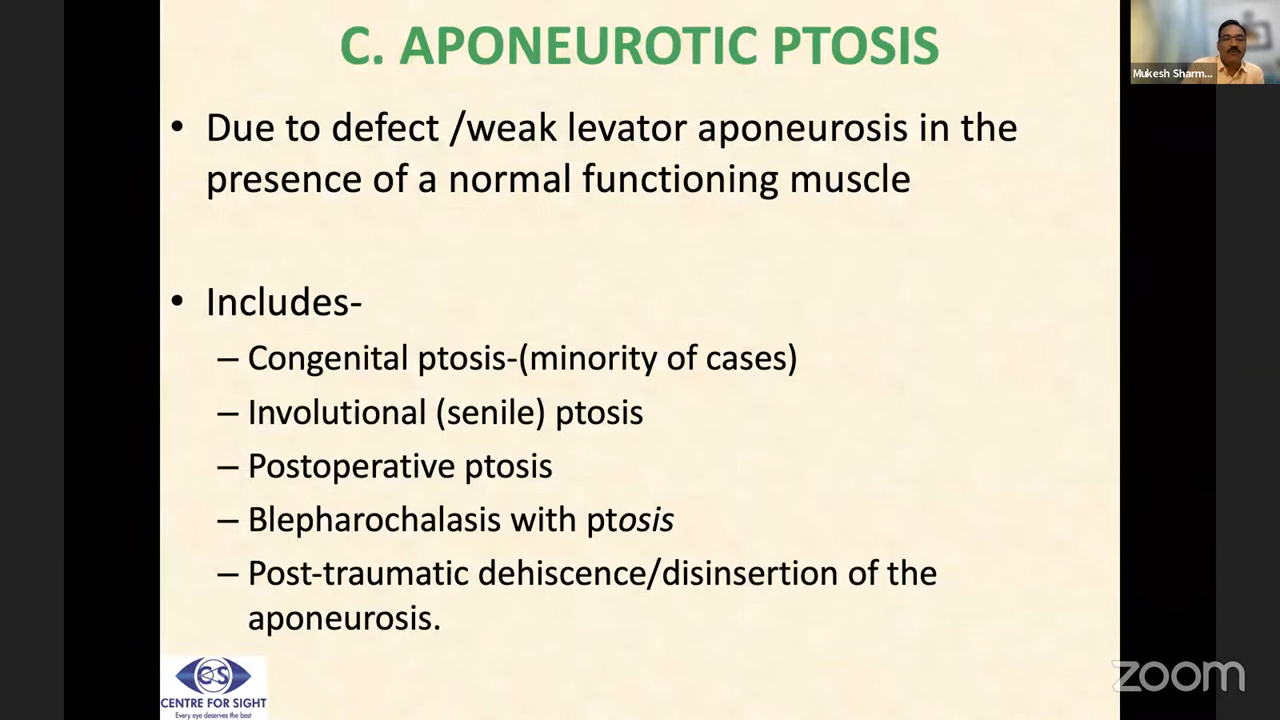 C. APONEUROTIC PTOSIS
Mukesh Sharm...
• Due to defect /weak levator aponeurosis in the
presence of a normal functioning muscle
• Includes-
– Congenital ptosis-(minority of cases)
– Involutional (senile) ptosis
– Postoperative ptosis
– Blepharochalasis with ptosis
– Post-traumatic dehiscence/disinsertion of the
aponeurosis.
CS
CENTRE FOR SIGHT
Every eye deserves the best
zoom